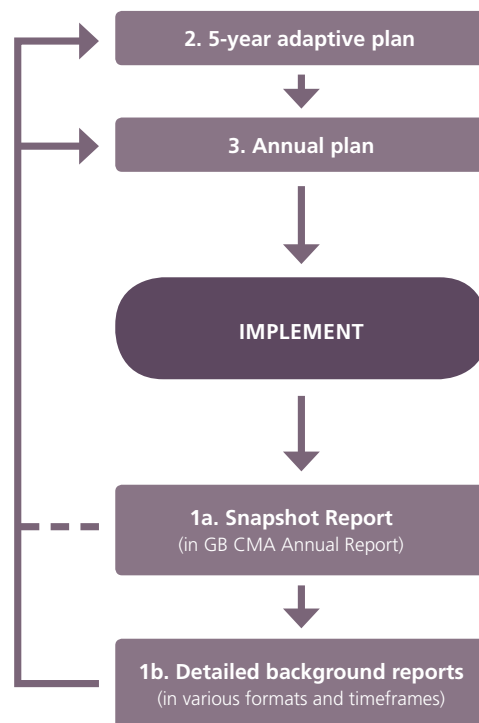 2. 5-year adaptive plan
3. Annual plan
IMPLEMENT
1a. Snapshot Report
(in GB CMA Annual Report)
1b. Detailed background reports
(in various formats and timeframes)